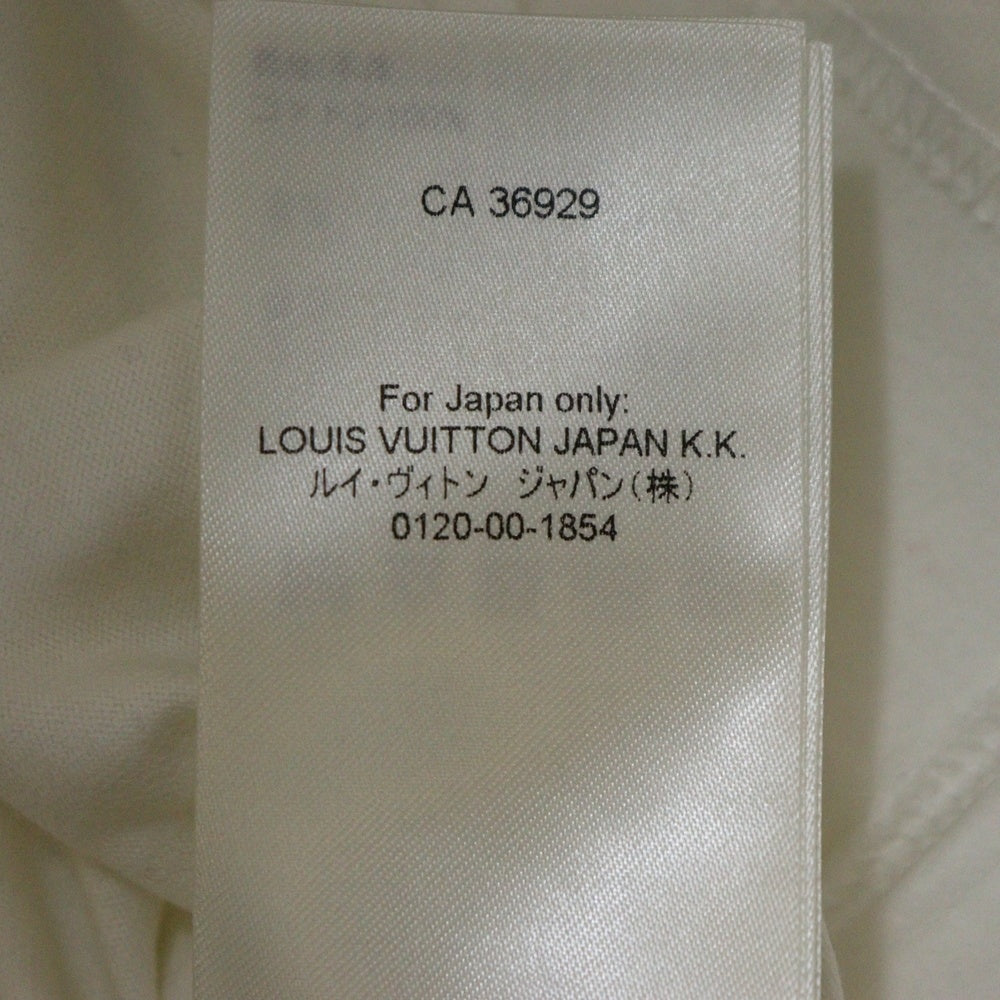 CA 36929
For Japan only:
LOUIS VUITTON JAPAN K.K.
ルイ・ヴィトン　ジャパン（株）
0120-00-1854